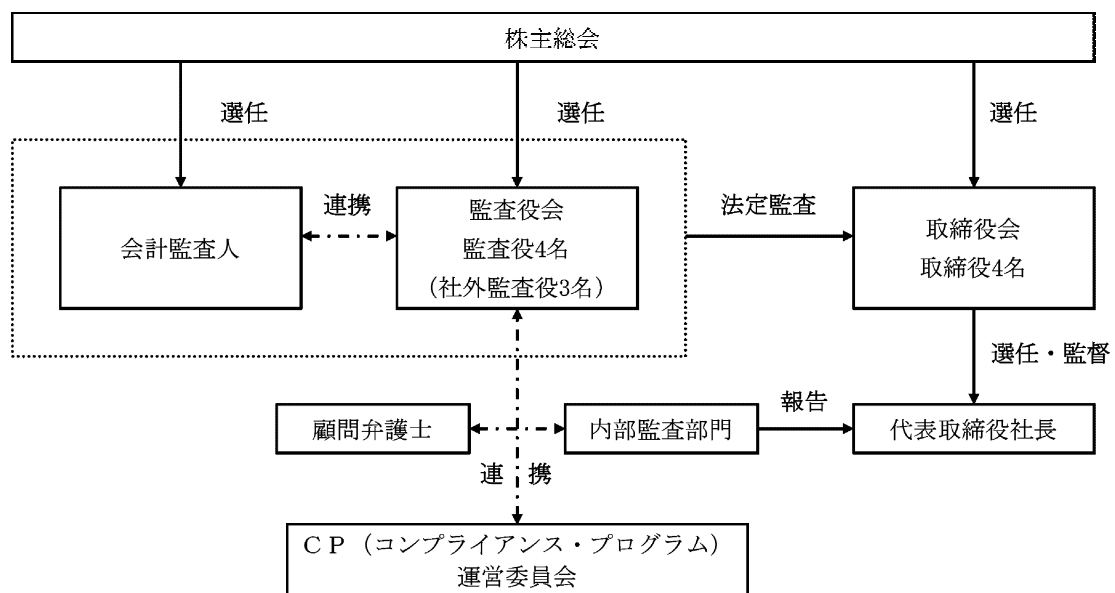 株主総会
選任
選任
選任
会計監査人
連携
監査役会
監査役4名
(社外監査役3名)
法定監査
取締役会
取締役4名
選任・監督
顧問弁護士
内部監査部門
報告
代表取締役社長
連 携
CP(コンプライアンス・プログラム)
運営委員会